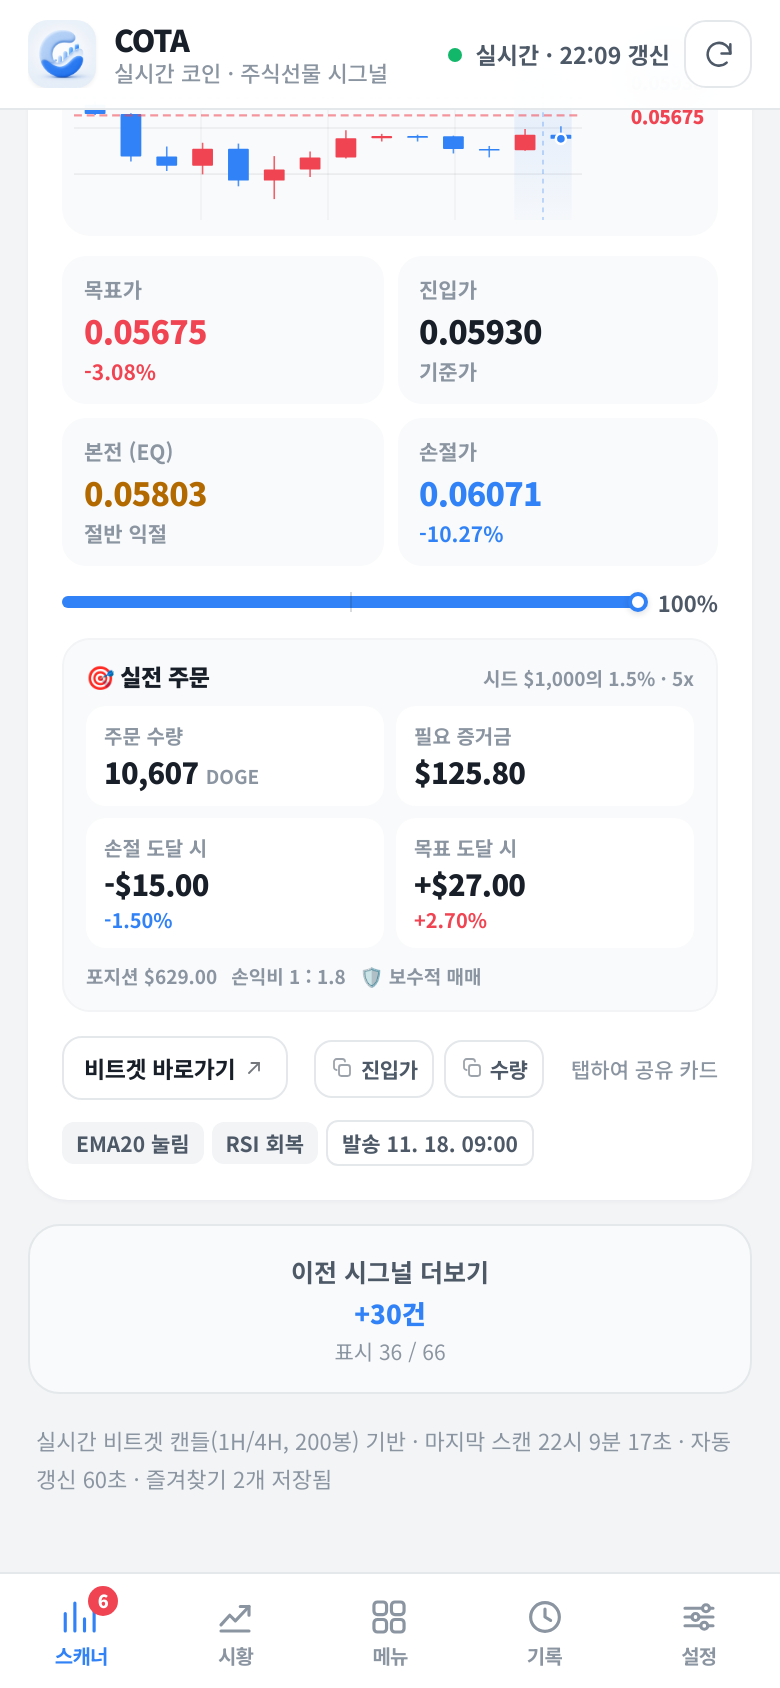 COTA
실시간 코인 · 주식선물 시그널
실시간 · 22:09 갱신
0.05675
목표가
0.05675
-3.08%
진입가
0.05930
기준가
본전 (EQ)
0.05803
절반 익절
손절가
0.06071
-10.27%
100%
실전 주문
시드 $1,000의 1.5% · 5x
주문 수량
10,607 DOGE
필요 증거금
$125.80
손절 도달 시
-$15.00
-1.50%
목표 도달 시
+$27.00
+2.70%
포지션 $629.00 손익비 1 : 1.8 보수적 매매
비트겟 바로가기
진입가
수량
탭하여 공유 카드
EMA20 눌림
RSI 회복
발송 11. 18. 09:00
이전 시그널 더보기
+30건
표시 36 / 66
실시간 비트겟 캔들(1H/4H, 200봉) 기반 · 마지막 스캔 22시 9분 17초 · 자동
갱신 60초 · 즐겨찾기 2개 저장됨
6
스캐너
시황
메뉴
기록
설정